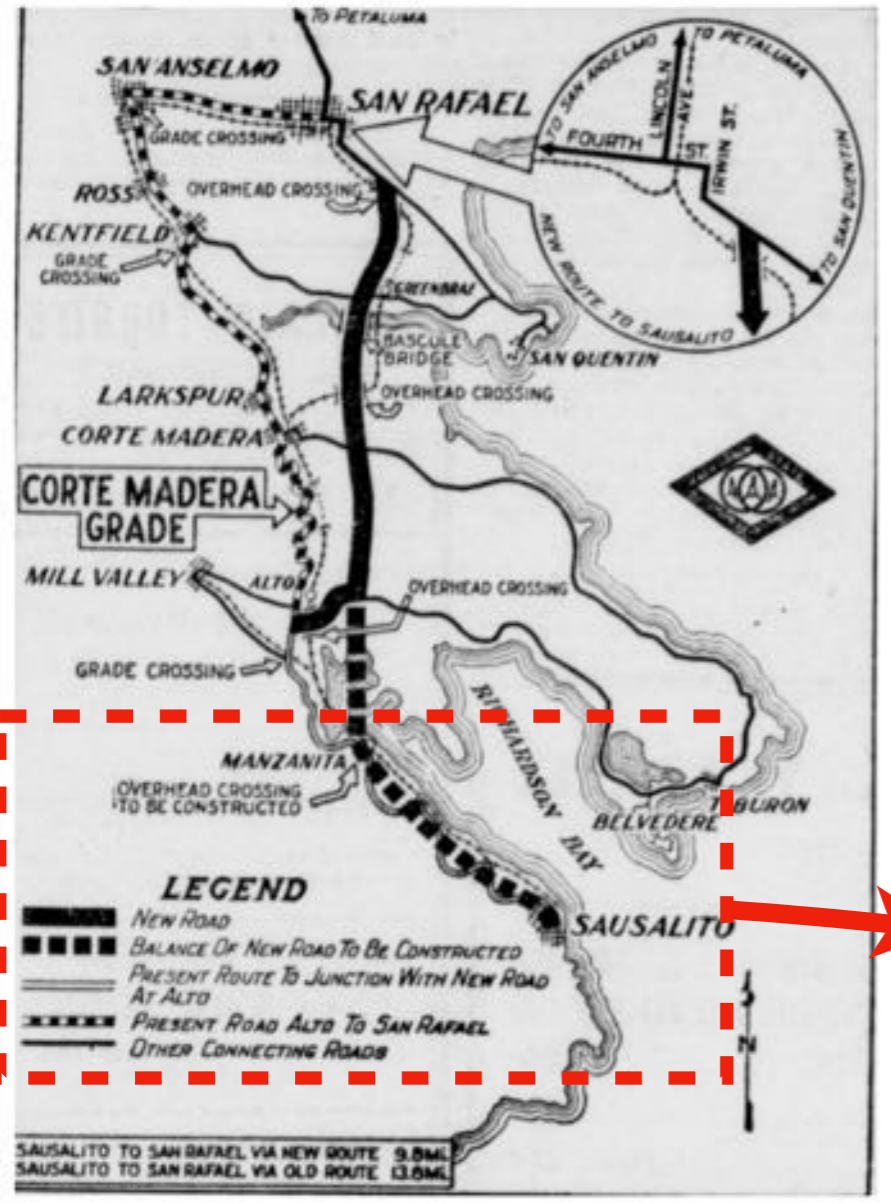 TO PETALUMA
SAN ANSELMO
SAN RAFAEL
GRADE CROSSING
OVERHEAD CROSSING
TO SAN ANSELMO
TO PETALUMA
LINCOLN
AVE.
FOURTH
ST.
IRWIN ST.
TO SAN QUENTIN
NEW ROUTE TO SAUSALITO
ROSS
KENTFIELD
GRADE
CROSSING
GREENBRAE
BASCULE
BRIDGE
SAN QUENTIN
LARKSPUR
OVERHEAD CROSSING
CORTE MADERA
CORTE MADERA
GRADE
AAA
MILL VALLEY
ALTO
OVERHEAD CROSSING
GRADE CROSSING
RICHARDSON BAY
MANZANITA
OVERHEAD CROSSING
TO BE CONSTRUCTED
TIBURON
BELVEDERE
SAUSALITO
LEGEND
NEW ROAD
BALANCE OF NEW ROAD TO BE CONSTRUCTED
PRESENT ROUTE TO JUNCTION WITH NEW ROAD
AT ALTO
PRESENT ROAD ALTO TO SAN RAFAEL
OTHER CONNECTING ROADS
N
SAUSALITO TO SAN RAFAEL VIA NEW ROUTE 9.8 MI.
SAUSALITO TO SAN RAFAEL VIA OLD ROUTE 13.8 MI.